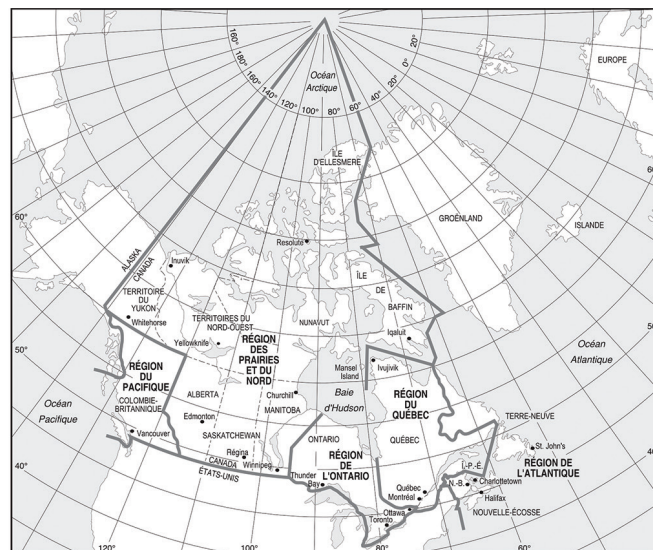 160°
160°
160°
140°
120°
100°
80°
60°
40°
20°
0°
20°
Océan
Arctique
EUROPE
ÎLE
D'ELLESMERE
GROËNLAND
ISLANDE
60°
60°
Resolute
ALASKA
CANADA
Inuvik
TERRITOIRE
DU
YUKON
Whitehorse
TERRITOIRES DU
NORD-OUEST
Yellowknife
NUNAVUT
ÎLE
DE
BAFFIN
Iqaluit
50°
50°
Océan
Atlantique
RÉGION
DES
PRAIRIES
ET DU
NORD
Mansel
Island
Ivujivik
RÉGION
DU
PACIFIQUE
COLOMBIE-
BRITANNIQUE
Océan
Pacifique
ALBERTA
Churchill
MANITOBA
Baie
d'Hudson
RÉGION
DU
QUÉBEC
TERRE-NEUVE
Edmonton
Vancouver
SASKATCHEWAN
Régina
Winnipeg
CANADA
ÉTATS-UNIS
ONTARIO
RÉGION
DE
L'ONTARIO
Thunder
Bay
QUÉBEC
St. John's
RÉGION DE
L'ATLANTIQUE
Î.-P.-É.
N.-B.
Charlottetown
Halifax
NOUVELLE-ÉCOSSE
Québec
Montréal
Ottawa
Toronto
40°
40°
120°
100°
80°
60°